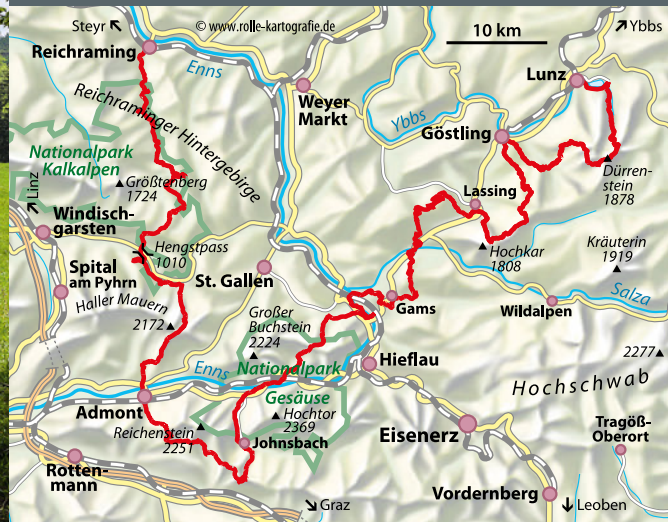 Steyr
© www.rolle-kartografie.de
10 km
Ybbs
Reichraming
Enns
Lunz
Reichraminger Hintergebirge
Weyer
Markt
Ybbs
Göstling
Nationalpark
Kalkalpen
Größtenberg
1724
Dürren-
stein
1878
Linz
Lassing
Windisch-
garsten
Hengstpass
1010
Hochkar
1808
Kräuterin
1919
Spital
am Pyhrn
St. Gallen
Haller Mauern
2172
Großer
Buchstein
2224
Gams
Salza
Wildalpen
Enns
Nationalpark
Gesäuse
Hieflau
2277
Hochschwab
Admont
Reichenstein
2251
Hochtor
2369
Johnsbach
Eisenerz
Tragöß-
Oberort
Rotten-
mann
Graz
Vordernberg
Leoben